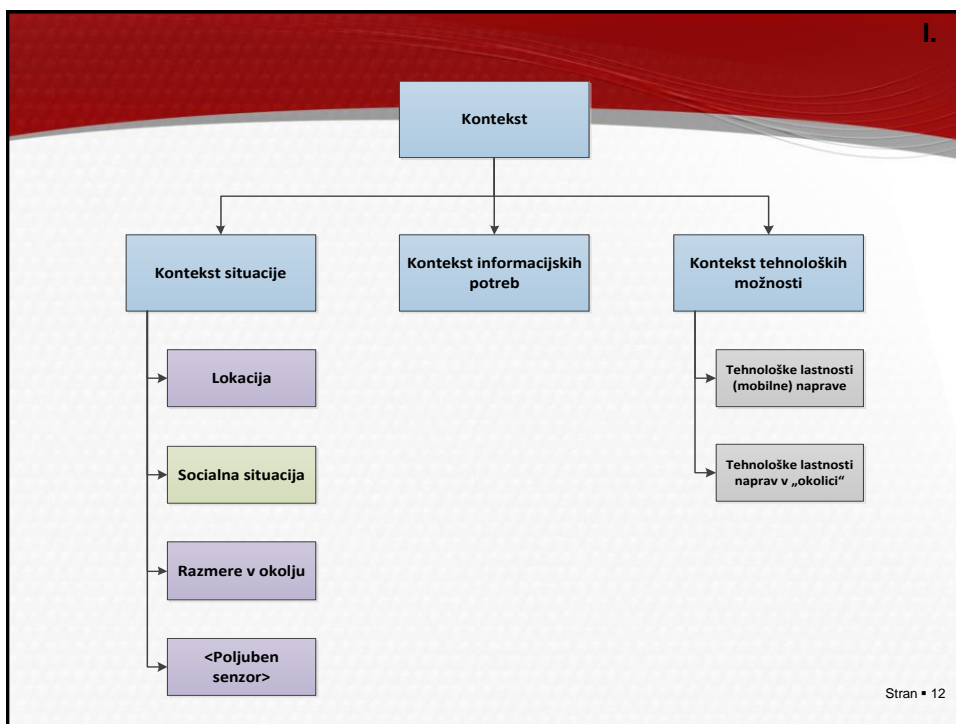 I.
Kontekst
Kontekst situacije
Kontekst informacijskih
potreb
Kontekst tehnoloških
možnosti
Lokacija
Socialna situacija
Razmere v okolju
<Poljuben
senzor>
Tehnološke lastnosti
(mobilne) naprave
Tehnološke lastnosti
naprav v „okolici“
Stran ▪ 12